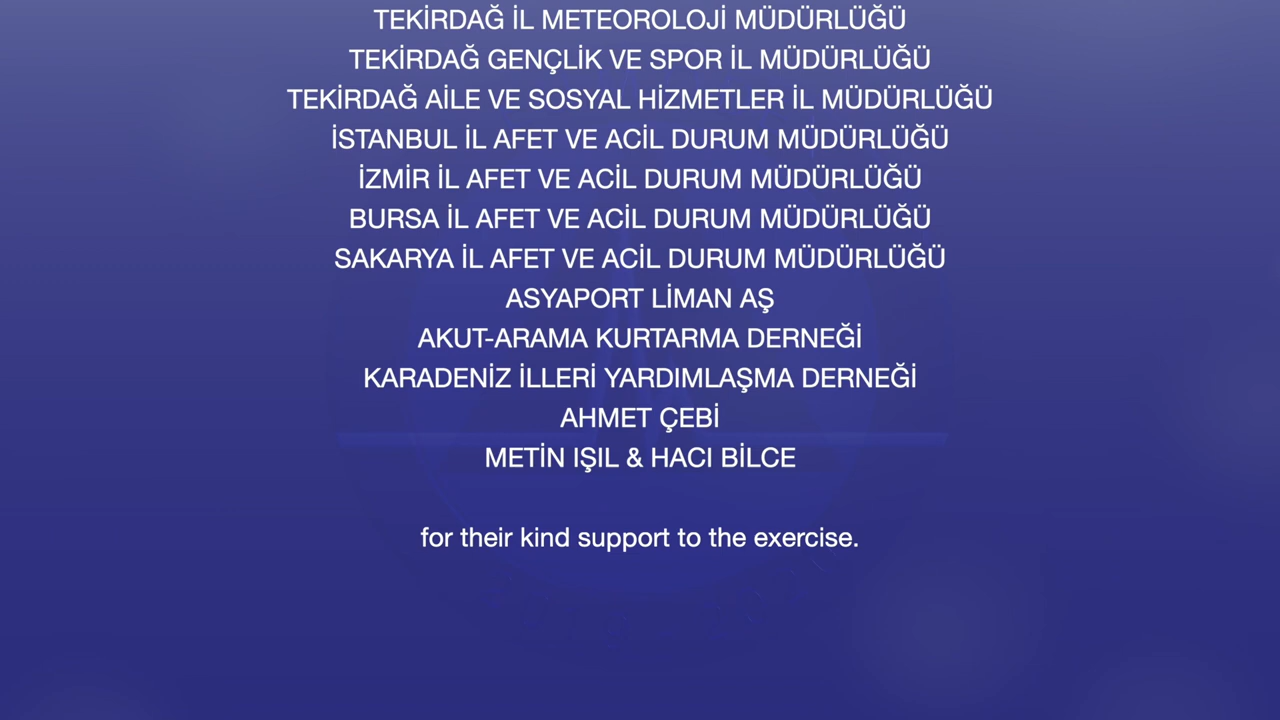 TEKİRDAĞ İL METEOROLOJİ MÜDÜRLÜĞÜ
TEKİRDAĞ GENÇLİK VE SPOR İL MÜDÜRLÜĞÜ
TEKİRDAĞ AİLE VE SOSYAL HİZMETLER İL MÜDÜRLÜĞÜ
İSTANBUL İL AFET VE ACİL DURUM MÜDÜRLÜĞÜ
İZMİR İL AFET VE ACİL DURUM MÜDÜRLÜĞÜ
BURSA İL AFET VE ACİL DURUM MÜDÜRLÜĞÜ
SAKARYA İL AFET VE ACİL DURUM MÜDÜRLÜĞÜ
ASYAPORT LİMAN AŞ
AKUT-ARAMA KURTARMA DERNEĞİ
KARADENİZ İLLERİ YARDIMLAŞMA DERNEĞİ
AHMET ÇEBİ
METİN IŞIL & HACI BİLCE
for their kind support to the exercise.